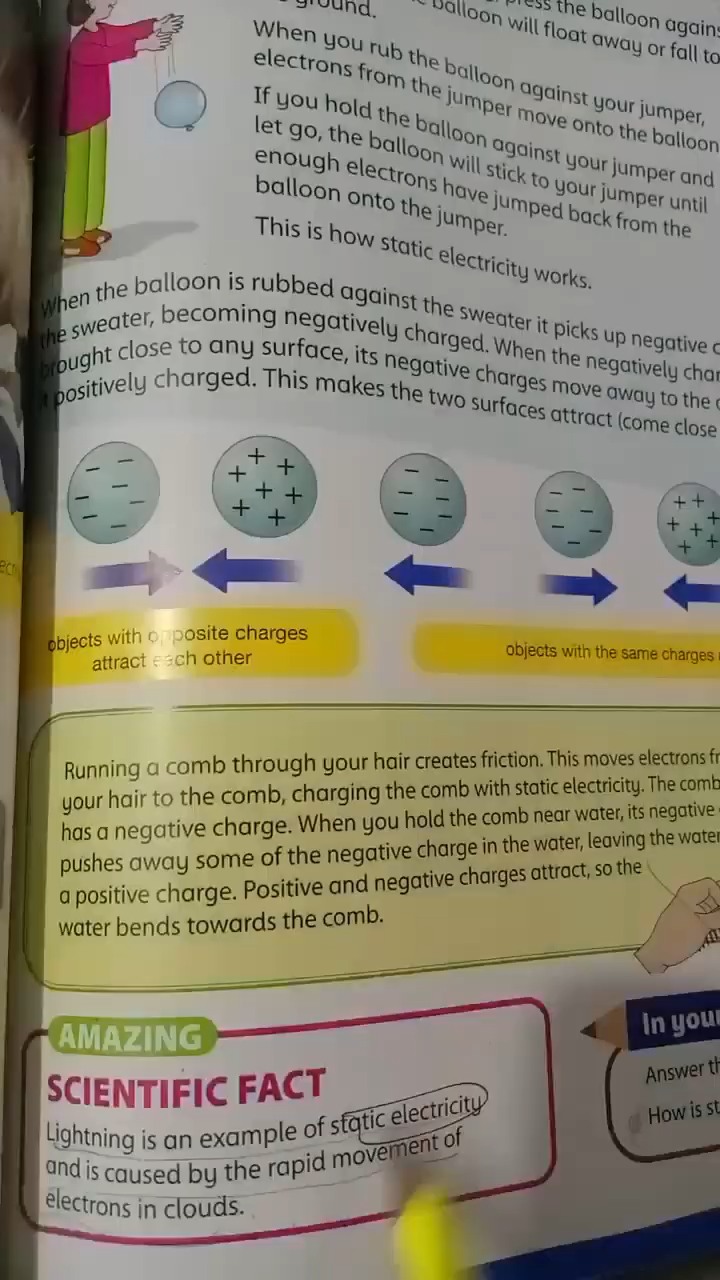 ground.
press the balloon against
balloon will float away or fall to
When you rub the balloon against your jumper,
electrons from the jumper move onto the balloon
If you hold the balloon against your jumper and
let go, the balloon will stick to your jumper until
enough electrons have jumped back from the
balloon onto the jumper.
This is how static electricity works.
When the balloon is rubbed against the sweater it picks up negative
the sweater, becoming negatively charged. When the negatively
brought close to any surface, its negative charges move away to the
positively charged. This makes the two surfaces attract (come close
objects with opposite charges
attract each other
objects with the same charges
Running a comb through your hair creates friction. This moves electrons
your hair to the comb, charging the comb with static electricity. The comb
has a negative charge. When you hold the comb near water, its negative
pushes away some of the negative charge in the water, leaving the water
a positive charge. Positive and negative charges attract, so the
water bends towards the comb.
AMAZING
SCIENTIFIC FACT
Lightning is an example of static electricity
and is caused by the rapid movement of
electrons in clouds.
In your
Answer
How is